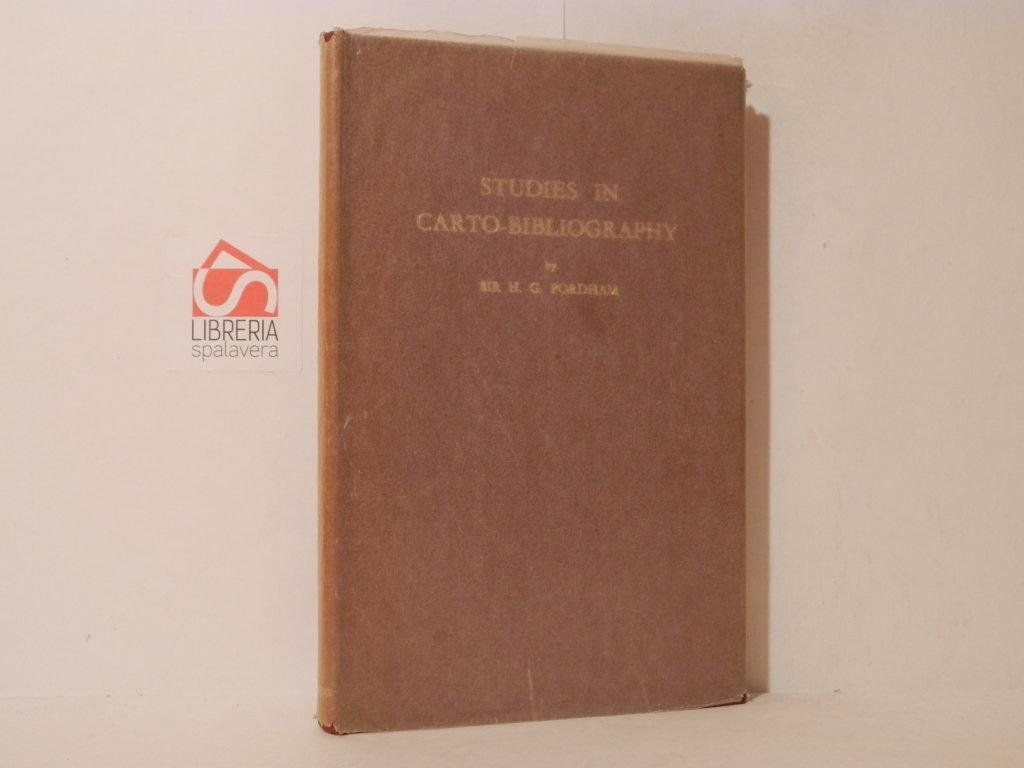 STUDIES IN
CARTO-BIBLIOGRAPHY
by
SIR H. G. FORDHAM
LIBRERIA
spalavera